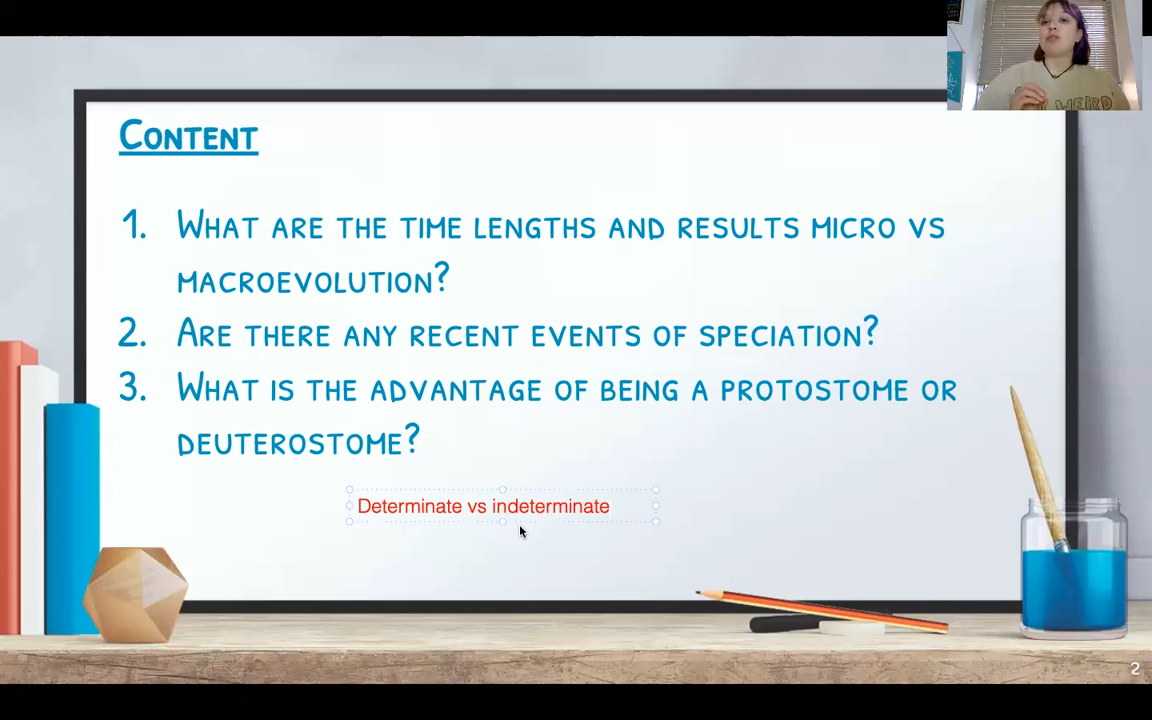 Content
1. What are the time lengths and results micro vs
macroevolution?
2. Are there any recent events of speciation?
3. What is the advantage of being a protostome or
deuterostome?
Determinate vs indeterminate
WEIRD
2